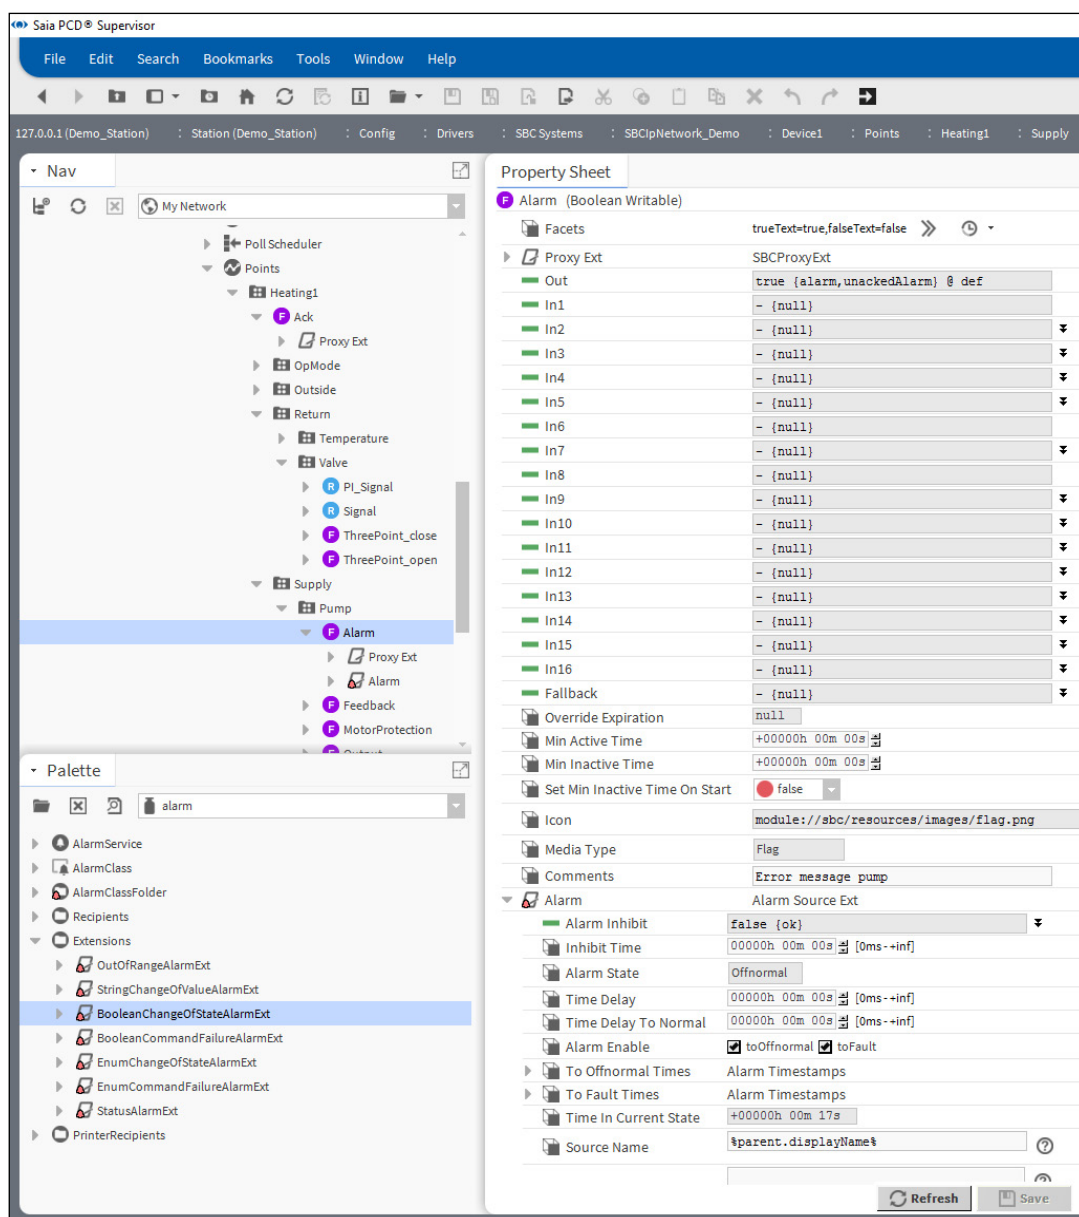 Saia PCD® Supervisor
File Edit Search Bookmarks Tools Window Help
127.0.0.1 (Demo_Station) : Station (Demo_Station) : Config : Drivers : SBC Systems : SBCIpNetwork_Demo : Device1 : Points : Heating1 : Supply
Nav
My Network
Poll Scheduler
Points
Heating1
Ack
Proxy Ext
OpMode
Outside
Return
Temperature
Valve
PI_Signal
Signal
ThreePoint_close
ThreePoint_open
Supply
Pump
Alarm
Proxy Ext
Alarm
Feedback
MotorProtection
Palette
alarm
AlarmService
AlarmClass
AlarmClassFolder
Recipients
Extensions
OutOfRangeAlarmExt
StringChangeOfValueAlarmExt
BooleanChangeOfStateAlarmExt
BooleanCommandFailureAlarmExt
EnumChangeOfStateAlarmExt
EnumCommandFailureAlarmExt
StatusAlarmExt
PrinterRecipients
Property Sheet
Alarm (Boolean Writable)
Facets trueText=true,falseText=false
Proxy Ext SBCProxyExt
Out true {alarm,unackedAlarm} @ def
In1 - {null}
In2 - {null}
In3 - {null}
In4 - {null}
In5 - {null}
In6 - {null}
In7 - {null}
In8 - {null}
In9 - {null}
In10 - {null}
In11 - {null}
In12 - {null}
In13 - {null}
In14 - {null}
In15 - {null}
In16 - {null}
Fallback - {null}
Override Expiration null
Min Active Time +00000h 00m 00s
Min Inactive Time +00000h 00m 00s
Set Min Inactive Time On Start false
Icon module://sbc/resources/images/flag.png
Media Type Flag
Comments Error message pump
Alarm Alarm Source Ext
Alarm Inhibit false {ok}
Inhibit Time 00000h 00m 00s [0ms-+inf]
Alarm State Offnormal
Time Delay 00000h 00m 00s [0ms-+inf]
Time Delay To Normal 00000h 00m 00s [0ms-+inf]
Alarm Enable toOffnormal toFault
To Offnormal Times Alarm Timestamps
To Fault Times Alarm Timestamps
Time In Current State +00000h 00m 17s
Source Name %parent.displayName%
Refresh Save